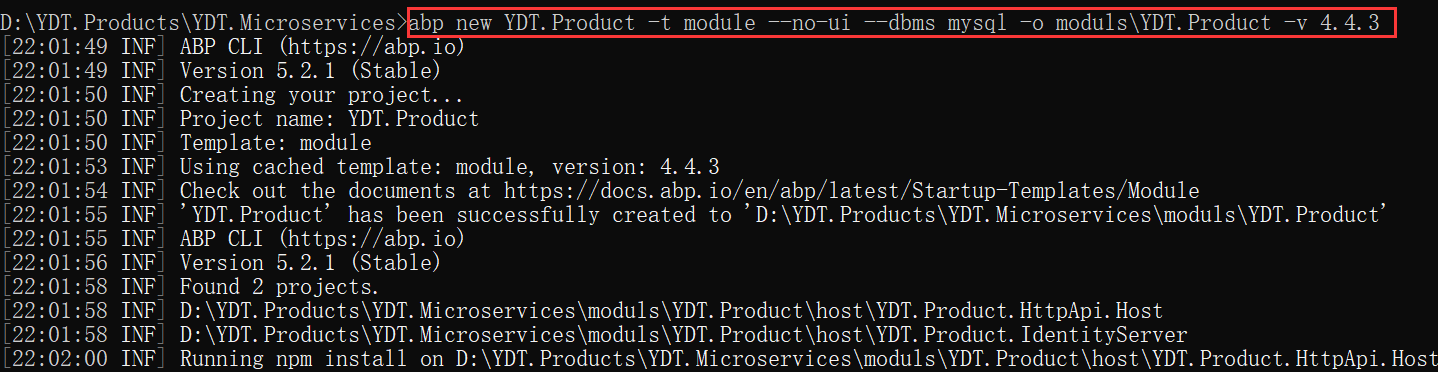 D:\YDT.Products\YDT.Microservices>abp new YDT.Product -t module --no-ui --dbms mysql -o moduls\YDT.Product -v 4.4.3
[22:01:49 INF] ABP CLI (https://abp.io)
[22:01:49 INF] Version 5.2.1 (Stable)
[22:01:50 INF] Creating your project...
[22:01:50 INF] Project name: YDT.Product
[22:01:50 INF] Template: module
[22:01:53 INF] Using cached template: module, version: 4.4.3
[22:01:54 INF] Check out the documents at https://docs.abp.io/en/abp/latest/Startup-Templates/Module
[22:01:55 INF] 'YDT.Product' has been successfully created to 'D:\YDT.Products\YDT.Microservices\moduls\YDT.Product'
[22:01:55 INF] ABP CLI (https://abp.io)
[22:01:56 INF] Version 5.2.1 (Stable)
[22:01:58 INF] Found 2 projects.
[22:01:58 INF] D:\YDT.Products\YDT.Microservices\moduls\YDT.Product\host\YDT.Product.HttpApi.Host
[22:01:58 INF] D:\YDT.Products\YDT.Microservices\moduls\YDT.Product\host\YDT.Product.IdentityServer
[22:02:00 INF] Running npm install on D:\YDT.Products\YDT.Microservices\moduls\YDT.Product\host\YDT.Product.HttpApi.Host